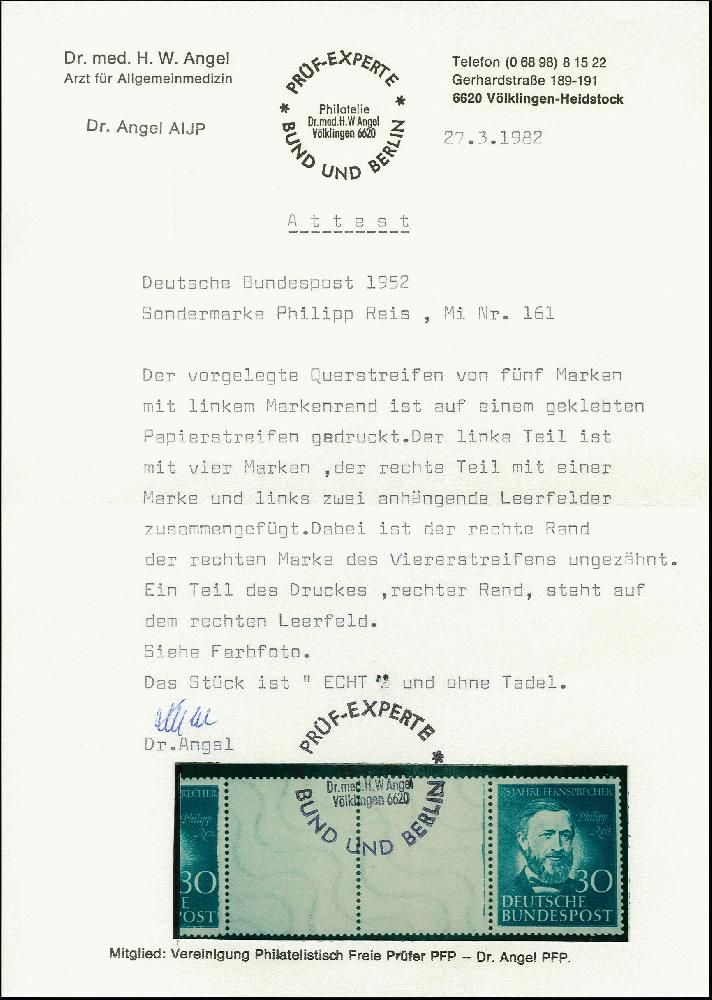 Dr. med. H. W. Angel
Arzt für Allgemeinmedizin
Dr. Angel AIJP
* PRÜF-EXPERTE *
Philatelie
Dr.med.H.W Angel
Völklingen 6620
BUND UND BERLIN
Telefon (0 68 98) 8 15 22
Gerhardstraße 189-191
6620 Völklingen-Heidstock
27.3.1982
Attest
Deutsche Bundespost 1952
Sondermarke Philipp Reis , Mi Nr. 161
Der vorgelegte Querstreifen von fünf Marken
mit linkem Markenrand ist auf einem geklebten
Papierstreifen gedruckt.Der linke Teil ist
mit vier Marken ,der rechte Teil mit einer
Marke und links zwei anhängende Leerfelder
zusammengefügt.Dabei ist der rechte Rand
der rechten Marke des Viererstreifens ungezähnt.
Ein Teil des Druckes ,rechter Rand, steht auf
dem rechten Leerfeld.
Siehe Farbfoto.
Das Stück ist " ECHT " und ohne Tadel.
Dr.Angel
PRÜF-EXPERTE *
Dr.med.H.W Angel
Völklingen 6620
BUND UND BERLIN
RECHER
Philipp
Reis
30
E
OST
75 JAHRE FERNSPRECHER
Philipp
Reis
30
DEUTSCHE
BUNDESPOST
Mitglied: Vereinigung Philatelistisch Freie Prüfer PFP – Dr. Angel PFP.